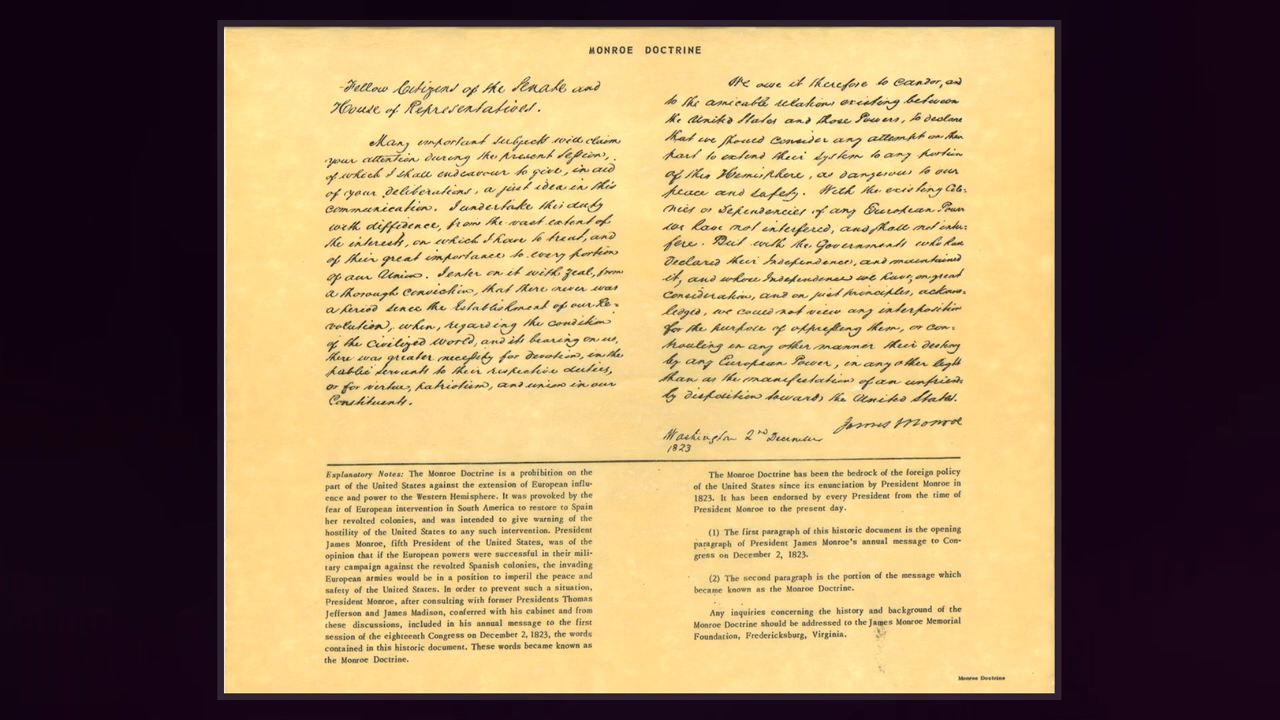 MONROE DOCTRINE
Fellow Citizens of the Senate and
House of Representatives.
Many important subjects will claim
your attention during the present Session,
of which I shall endeavour to give, in aid
of your deliberations, a just idea in this
communication. I undertake this duty
with diffidence, from the vast extent of
the interests, on which I have to treat, and
of their great importance to every portion
of our Union. I enter on it with zeal, from
a thorough conviction, that there never was
a period since the Establishment of our Re-
volution, when, regarding the condition
of the Civilized World, and its bearing on us,
there was greater necessity for devotion, in the
public servants to their respective duties,
or for virtue, patriotism, and union in our
Constituents.
We owe it therefore to candor, and
to the amicable relations existing between
the United States and those Powers, to declare
that we should consider any attempt on their
part to extend their system to any portion
of this Hemisphere, as dangerous to our
peace and safety. With the existing Colo-
nies or Dependencies of any European Power
we have not interfered, and shall not inter-
fere. But with the Governments who have
declared their Independence, and maintained
it, and whose Independence we have, on great
consideration, and on just principles, acknow-
ledged, we could not view any interposition
for the purpose of oppressing them, or con-
trouling in any other manner their destiny
by any European Power, in any other light
than as the manifestation of an unfriend-
ly disposition towards the United States.
James Monroe
Washington 2nd December
1823
Explanatory Notes: The Monroe Doctrine is a prohibition on the
part of the United States against the extension of European influ-
ence and power to the Western Hemisphere. It was provoked by the
fear of European intervention in South America to restore to Spain
her revolted colonies, and was intended to give warning of the
hostility of the United States to any such intervention. President
James Monroe, fifth President of the United States, was of the
opinion that if the European powers were successful in their mili-
tary campaign against the revolted Spanish colonies, the invading
European armies would be in a position to imperil the peace and
safety of the United States. In order to prevent such a situation,
President Monroe, after consulting with former Presidents Thomas
Jefferson and James Madison, conferred with his cabinet and from
these discussions, included in his annual message to the first
session of the eighteenth Congress on December 2, 1823, the words
contained in this historic document. These words became known as
the Monroe Doctrine.
The Monroe Doctrine has been the bedrock of the foreign policy
of the United States since its enunciation by President Monroe in
1823. It has been endorsed by every President from the time of
President Monroe to the present day.
(1) The first paragraph of this historic document is the opening
paragraph of President James Monroe's annual message to Con-
gress on December 2, 1823.
(2) The second paragraph is the portion of the message which
became known as the Monroe Doctrine.
Any inquiries concerning the history and background of the
Monroe Doctrine should be addressed to the James Monroe Memorial
Foundation, Fredericksburg, Virginia.
Monroe Doctrine